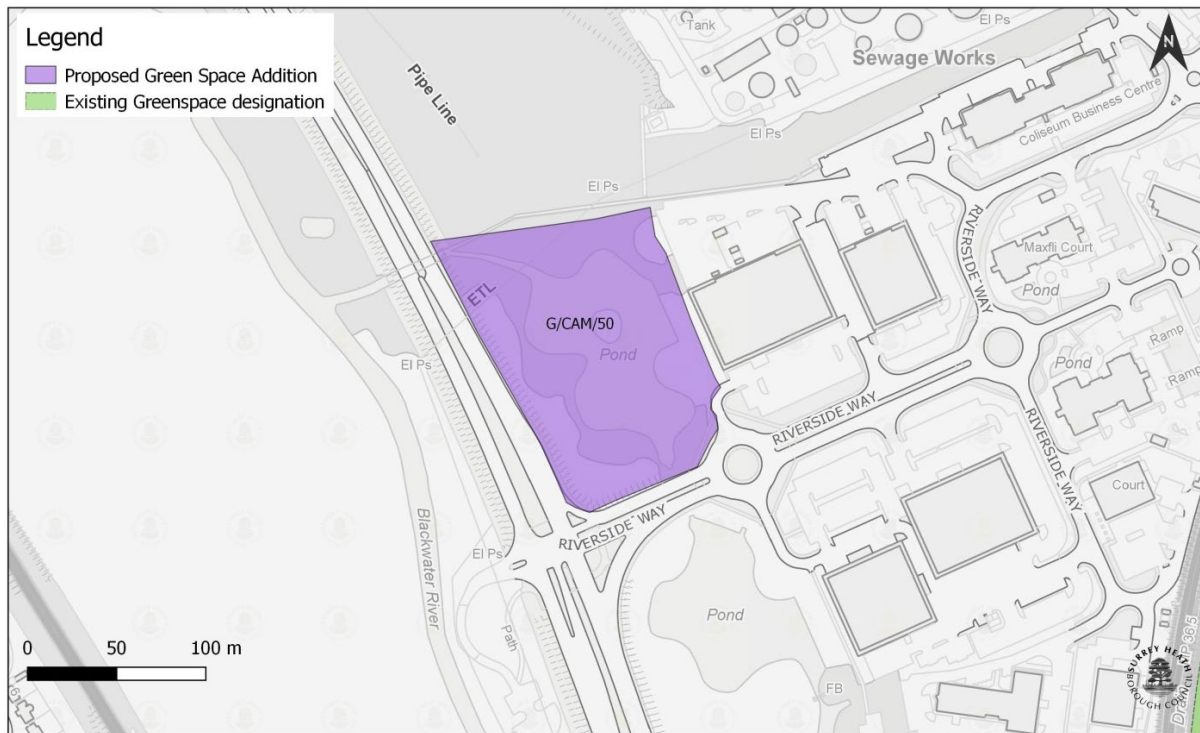 Legend
Proposed Green Space Addition
Existing Greenspace designation
N
Tank
El Ps
Sewage Works
Pipe Line
Coliseum Business Centre
El Ps
El Ps
RIVERSIDE WAY
Maxfli Court
Pond
ETL
G/CAM/50
Pond
El Ps
Pond
Ramp
Ramp
RIVERSIDE WAY
RIVERSIDE WAY
Court
RIVERSIDE WAY
Blackwater River
El Ps
Path
Pond
0 50 100 m
FB
SURREY HEATH
BOROUGH COUNCIL